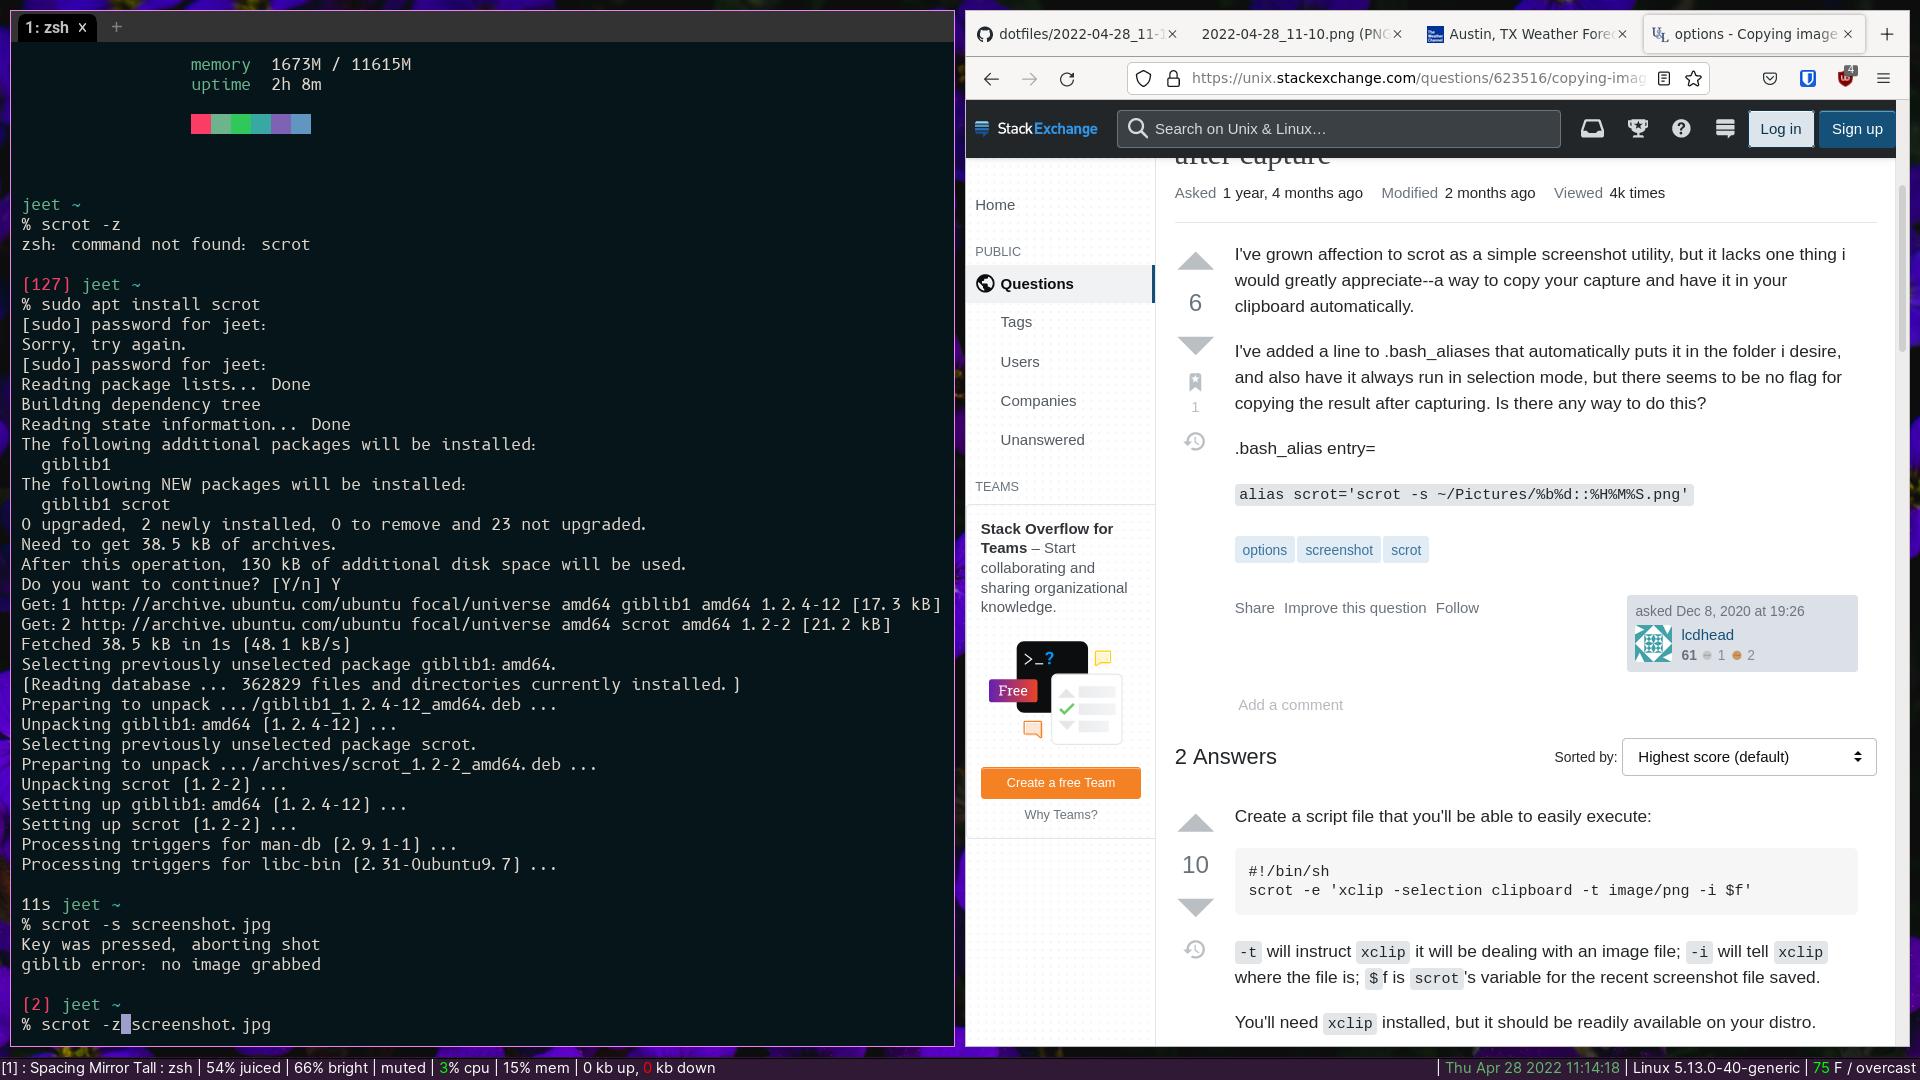 1: zsh x +
memory 1673M / 11615M
uptime 2h 8m
jeet ~
% scrot -z
zsh: command not found: scrot
[127] jeet ~
% sudo apt install scrot
[sudo] password for jeet:
Sorry, try again.
[sudo] password for jeet:
Reading package lists... Done
Building dependency tree
Reading state information... Done
The following additional packages will be installed:
giblib1
The following NEW packages will be installed:
giblib1 scrot
0 upgraded, 2 newly installed, 0 to remove and 23 not upgraded.
Need to get 38.5 kB of archives.
After this operation, 130 kB of additional disk space will be used.
Do you want to continue? [Y/n] Y
Get:1 http://archive.ubuntu.com/ubuntu focal/universe amd64 giblib1 amd64 1.2.4-12 [17.3 kB]
Get:2 http://archive.ubuntu.com/ubuntu focal/universe amd64 scrot amd64 1.2-2 [21.2 kB]
Fetched 38.5 kB in 1s [48.1 kB/s]
Selecting previously unselected package giblib1:amd64.
[Reading database ... 362829 files and directories currently installed.]
Preparing to unpack .../giblib1_1.2.4-12_amd64.deb ...
Unpacking giblib1:amd64 [1.2.4-12] ...
Selecting previously unselected package scrot.
Preparing to unpack .../archives/scrot_1.2-2_amd64.deb ...
Unpacking scrot [1.2-2] ...
Setting up giblib1:amd64 [1.2.4-12] ...
Setting up scrot [1.2-2] ...
Processing triggers for man-db [2.9.1-1] ...
Processing triggers for libc-bin [2.31-0ubuntu9.7] ...
11s jeet ~
% scrot -s screenshot.jpg
Key was pressed, aborting shot
giblib error: no image grabbed
[2] jeet ~
% scrot -z screenshot.jpg
dotfiles/2022-04-28_11-1 × 2022-04-28_11-10.png (PNG × Austin, TX Weather Forec × options - Copying image × +
https://unix.stackexchange.com/questions/623516/copying-imag
4
StackExchange
Search on Unix & Linux…
Log in
Sign up
after capture
Asked 1 year, 4 months ago Modified 2 months ago Viewed 4k times
Home
PUBLIC
Questions
Tags
Users
Companies
Unanswered
TEAMS
Stack Overflow for
Teams – Start
collaborating and
sharing organizational
knowledge.
>_?
Free
Create a free Team
Why Teams?
I've grown affection to scrot as a simple screenshot utility, but it lacks one thing i
would greatly appreciate--a way to copy your capture and have it in your
clipboard automatically.
6
I've added a line to .bash_aliases that automatically puts it in the folder i desire,
and also have it always run in selection mode, but there seems to be no flag for
copying the result after capturing. Is there any way to do this?
1
.bash_alias entry=
alias scrot='scrot -s ~/Pictures/%b%d::%H%M%S.png'
options screenshot scrot
Share Improve this question Follow
asked Dec 8, 2020 at 19:26
lcdhead
61 1 2
Add a comment
2 Answers
Sorted by: Highest score (default)
Create a script file that you'll be able to easily execute:
10
#!/bin/sh
scrot -e 'xclip -selection clipboard -t image/png -i $f'
-t will instruct xclip it will be dealing with an image file; -i will tell xclip
where the file is; $f is scrot's variable for the recent screenshot file saved.
You'll need xclip installed, but it should be readily available on your distro.
[1] : Spacing Mirror Tall : zsh | 54% juiced | 66% bright | muted | 3% cpu | 15% mem | 0 kb up, 0 kb down
| Thu Apr 28 2022 11:14:18 | Linux 5.13.0-40-generic | 75 F / overcast